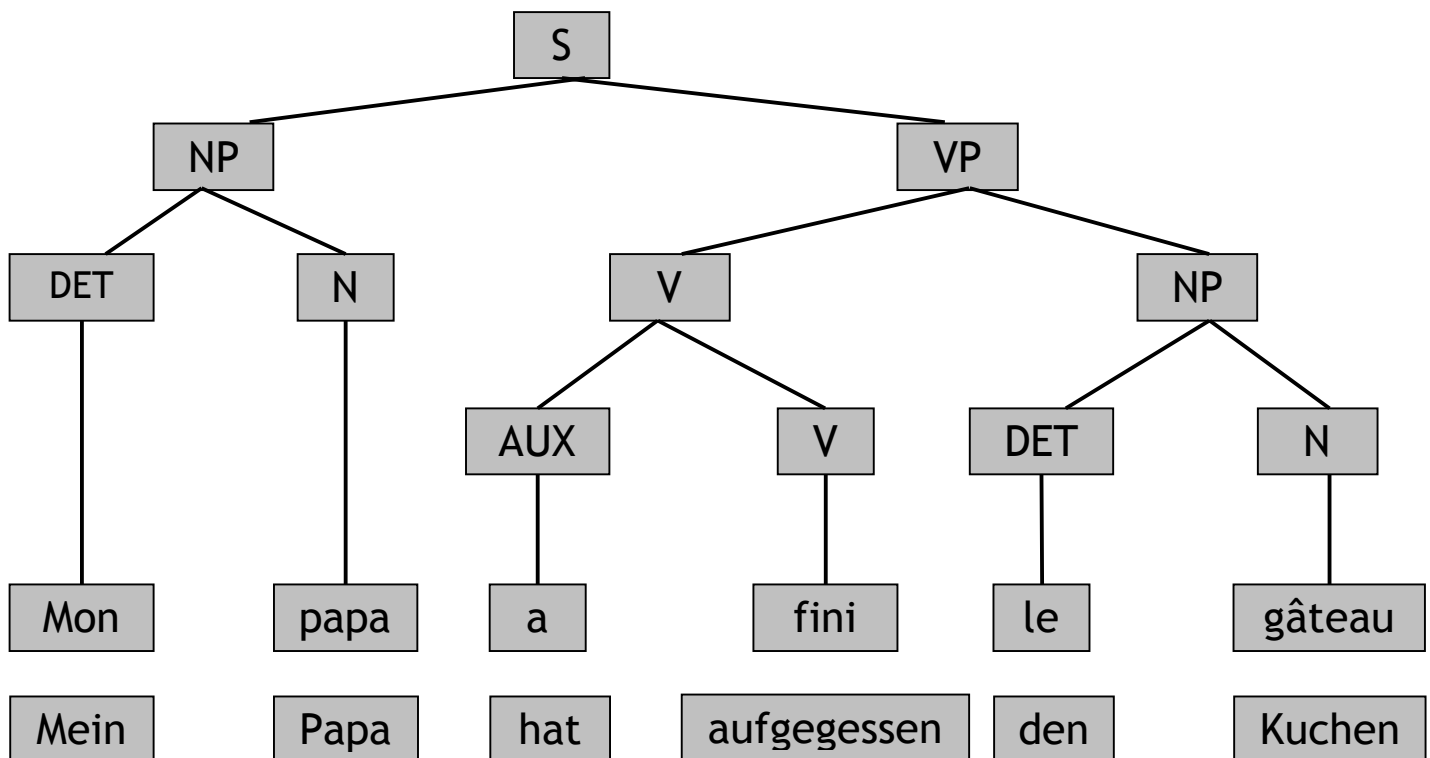 S
NP VP
DET N V NP
AUX V DET N
Mon papa a fini le gâteau
Mein Papa hat aufgegessen den Kuchen